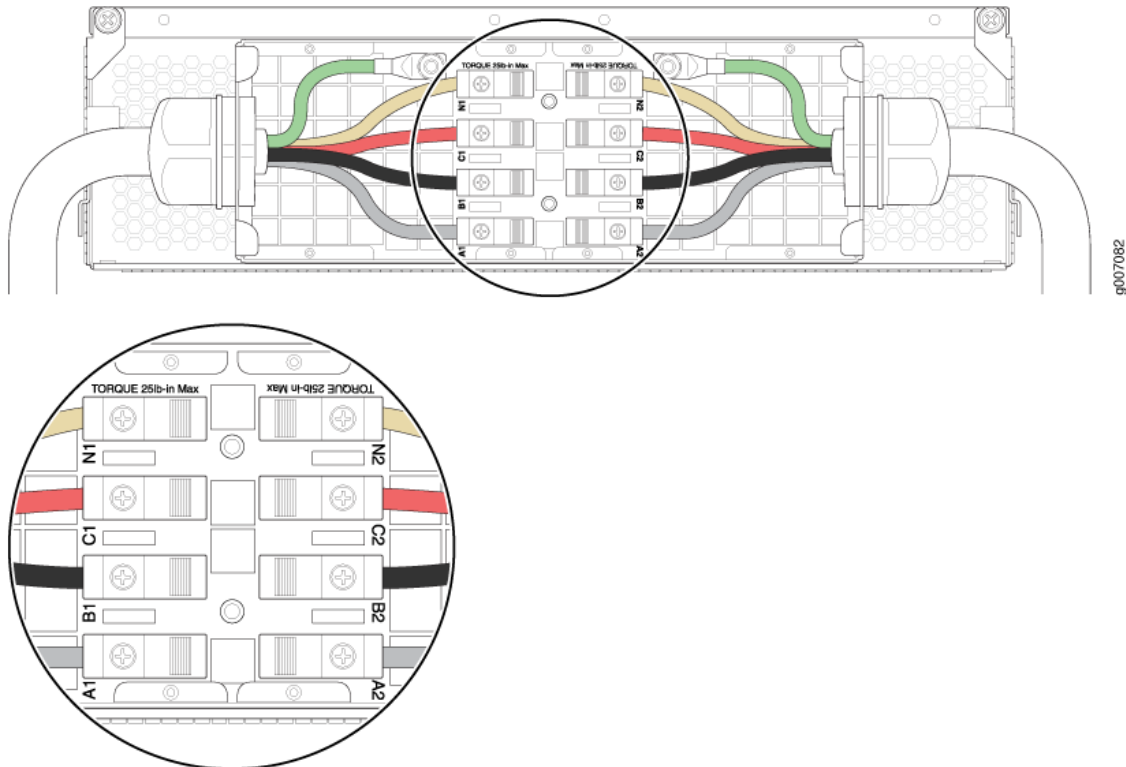 TORQUE 25lb-in Max
TORQUE 25lb-in Max
N1
N2
C1
C2
B1
B2
A1
A2
g007082
TORQUE 25lb-in Max
TORQUE 25lb-in Max
N1
N2
C1
C2
B1
B2
A1
A2